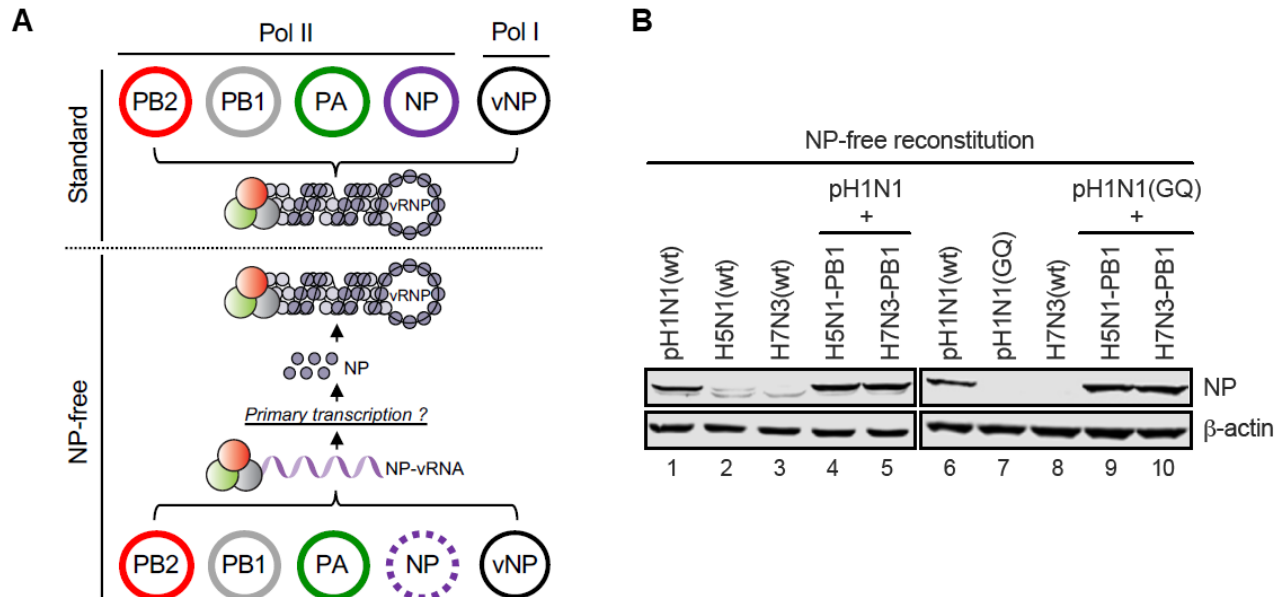 A
Pol II
Pol I
Standard
PB2 PB1 PA NP vNP
vRNP
NP-free
vRNP
NP
Primary transcription ?
NP-vRNA
PB2 PB1 PA NP vNP
B
NP-free reconstitution
pH1N1
+
pH1N1(GQ)
+
pH1N1(wt)
H5N1(wt)
H7N3(wt)
H5N1-PB1
H7N3-PB1
pH1N1(wt)
pH1N1(GQ)
H7N3(wt)
H5N1-PB1
H7N3-PB1
NP
β-actin
1 2 3 4 5 6 7 8 9 10